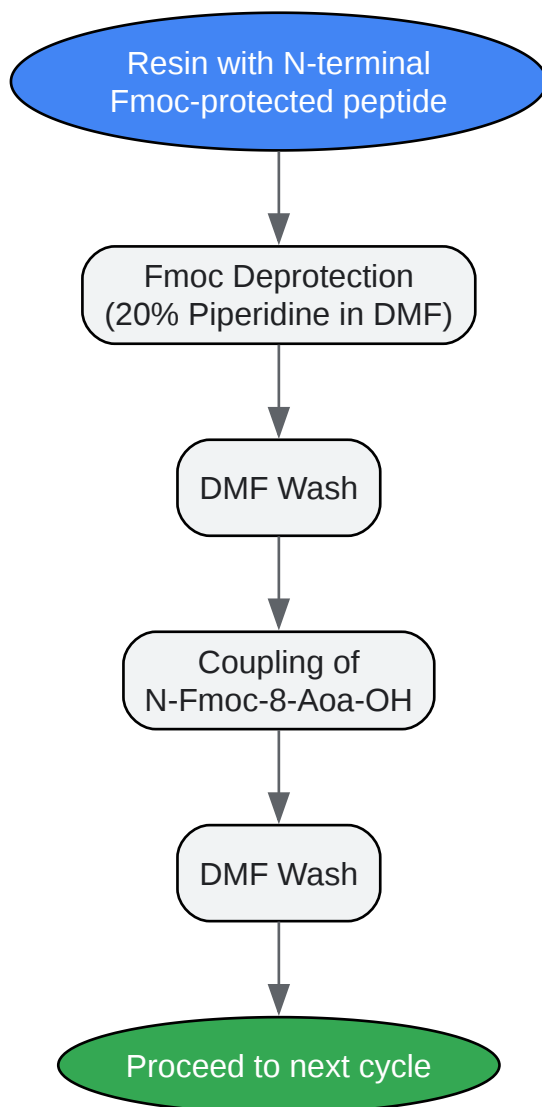 Resin with N-terminal
Fmoc-protected peptide
Fmoc Deprotection
(20% Piperidine in DMF)
DMF Wash
Coupling of
N-Fmoc-8-Aoa-OH
DMF Wash
Proceed to next cycle